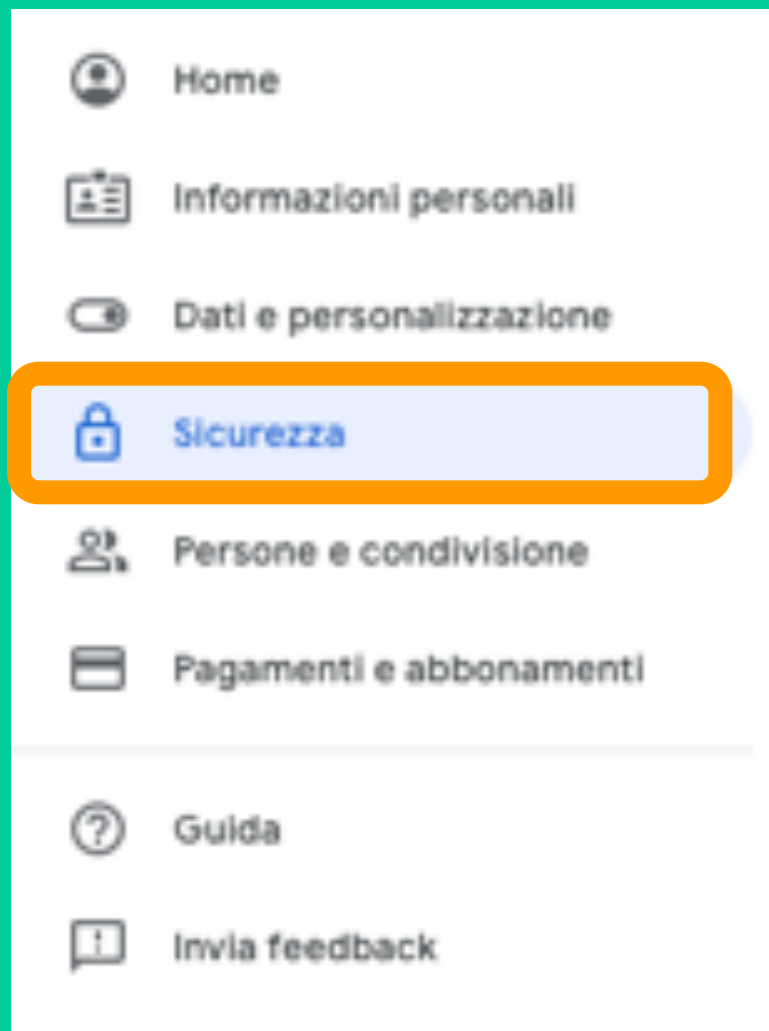 Home
Informazioni personali
Dati e personalizzazione
Sicurezza
Persone e condivisione
Pagamenti e abbonamenti
Guida
Invia feedback